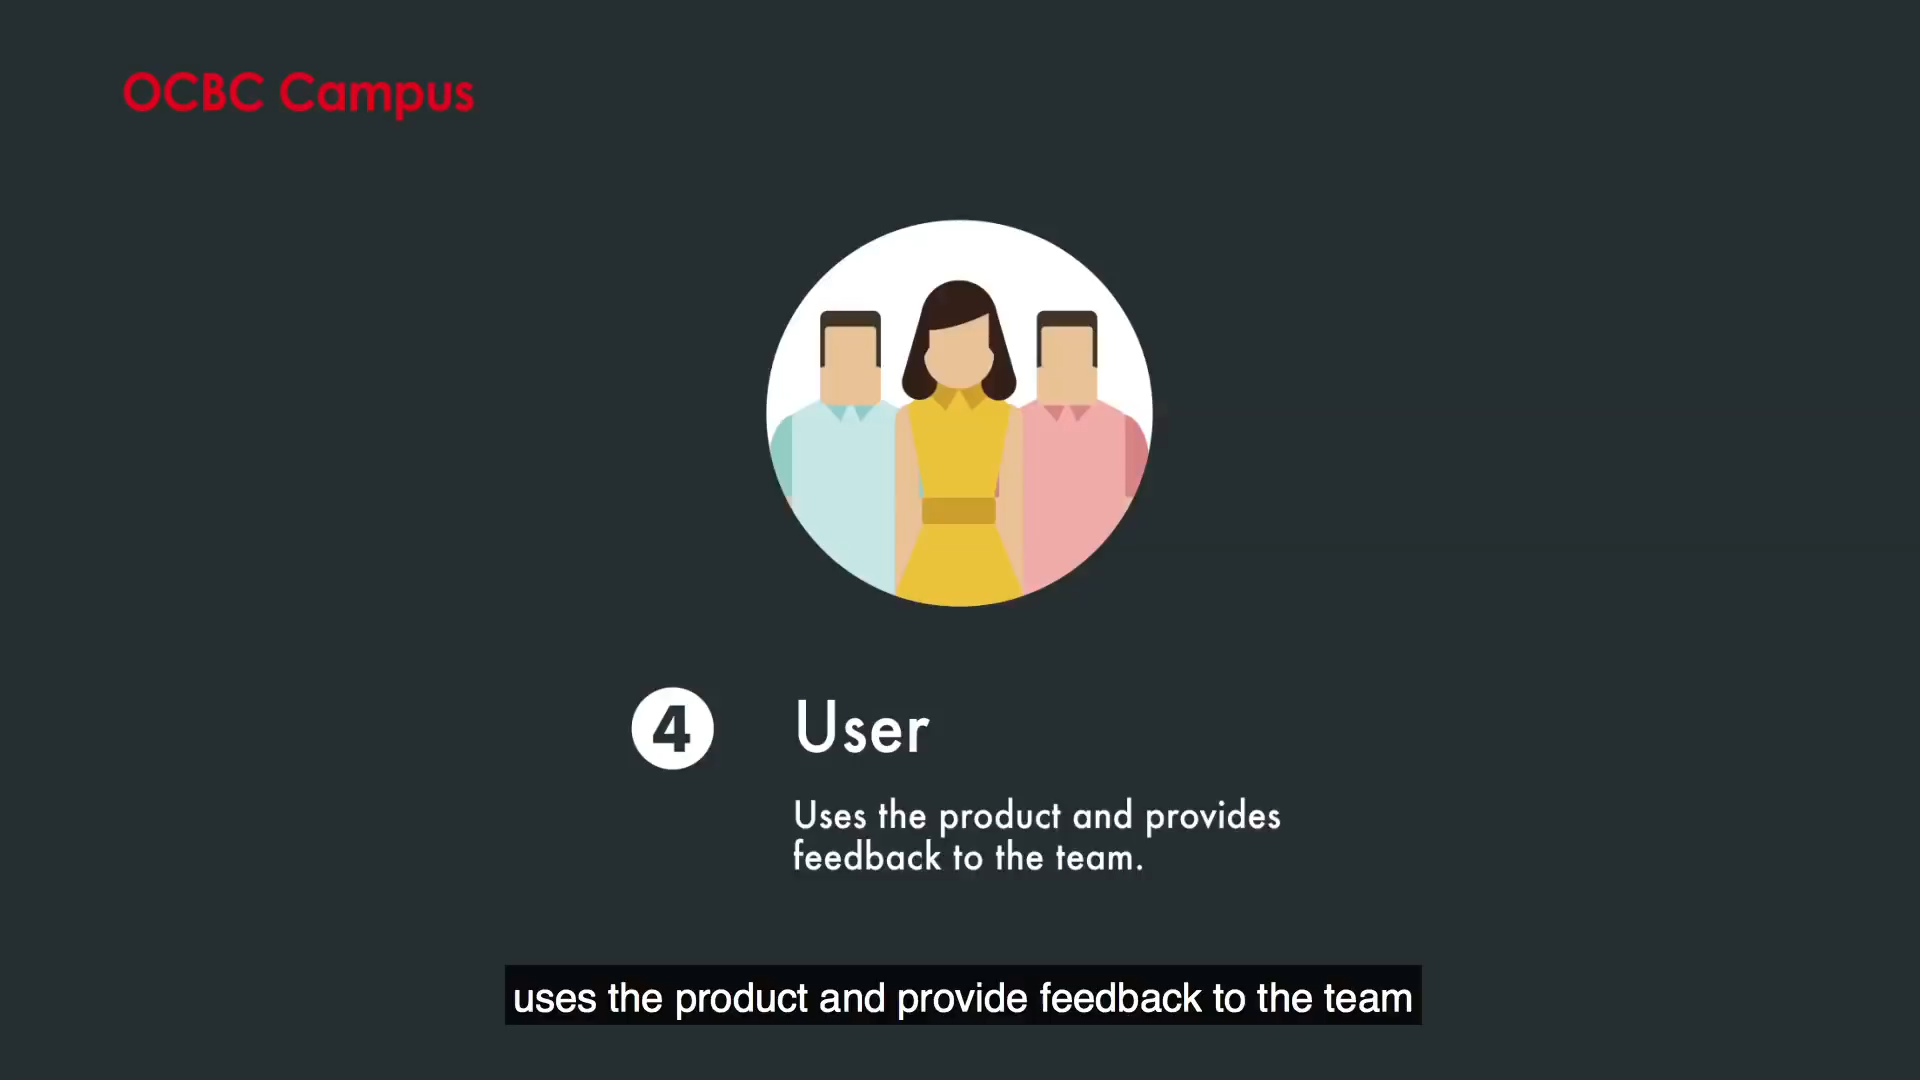 OCBC Campus
4
User
Uses the product and provides
feedback to the team.
uses the product and provide feedback to the team